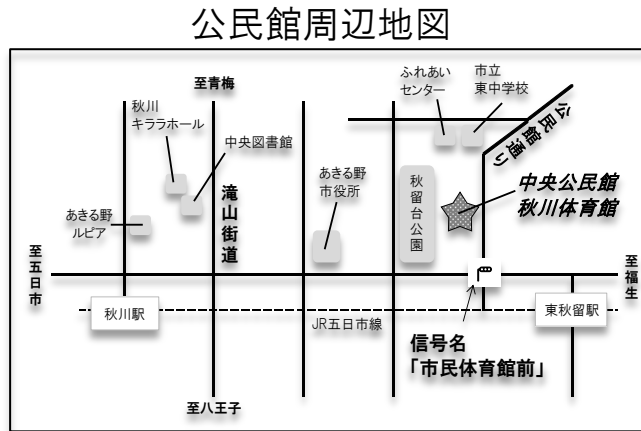 公民館周辺地図
至青梅
ふれあい
センター
市立
東中学校
秋川
キララホール
中央図書館
公民館通り
あきる野
市役所
秋留台公園
中央公民館
秋川体育館
滝山街道
あきる野
ルピア
至五日市
至福生
秋川駅
JR五日市線
東秋留駅
信号名
「市民体育館前」
至八王子